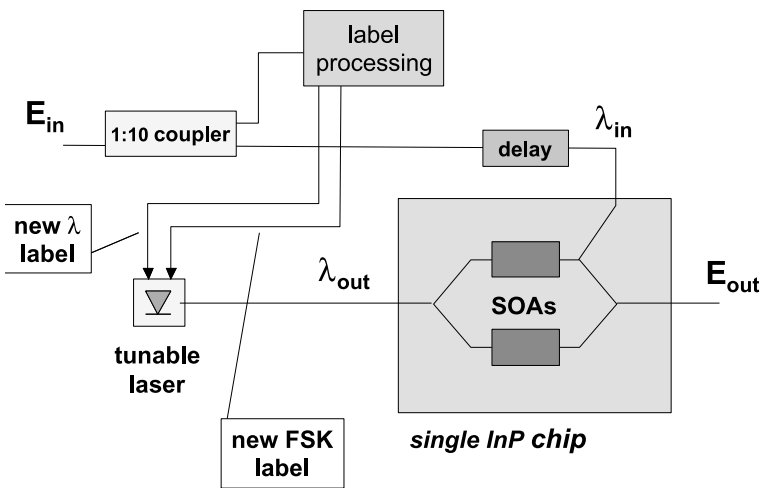 label
processing
E_in
1:10 coupler
λ_in
delay
new λ
label
λ_out
SOAs
E_out
tunable
laser
new FSK
label
single InP chip